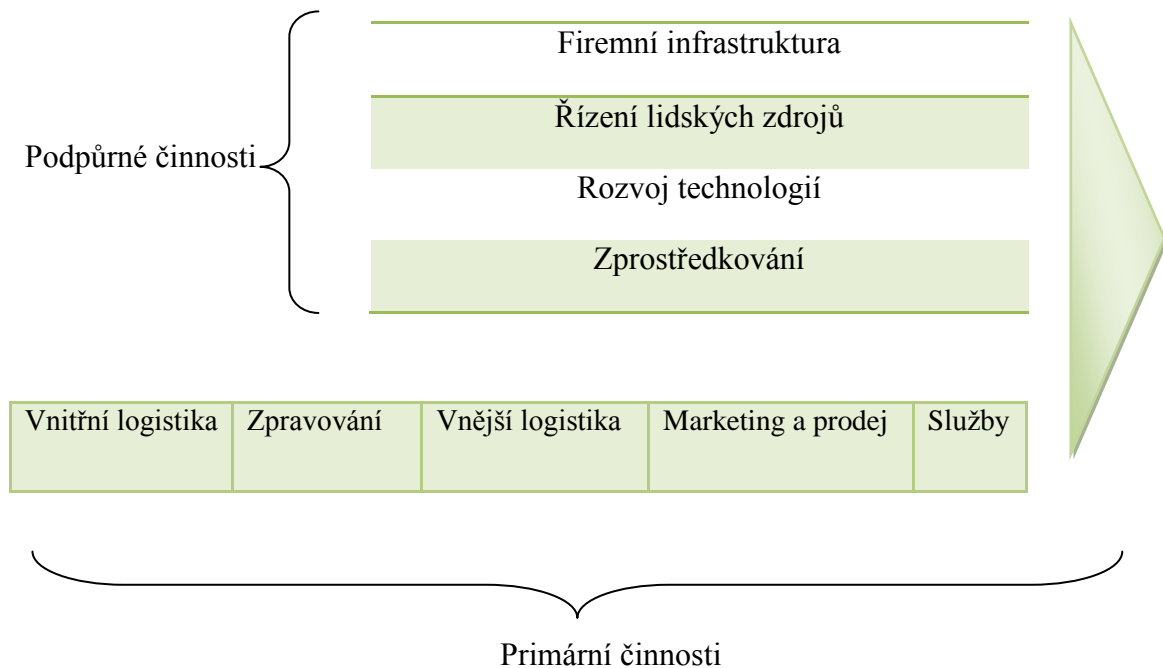 Firemní infrastruktura
Řízení lidských zdrojů
Podpůrné činnosti
Rozvoj technologií
Zprostředkování
Vnitřní logistika
Zpravování
Vnější logistika
Marketing a prodej
Služby
Primární činnosti